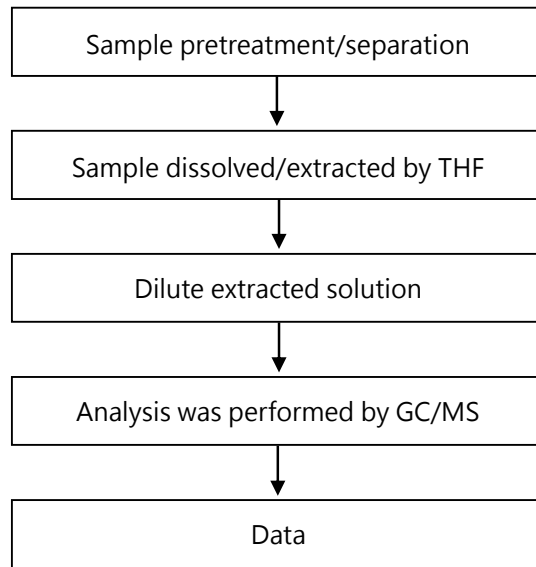 Sample pretreatment/separation
Sample dissolved/extracted by THF
Dilute extracted solution
Analysis was performed by GC/MS
Data